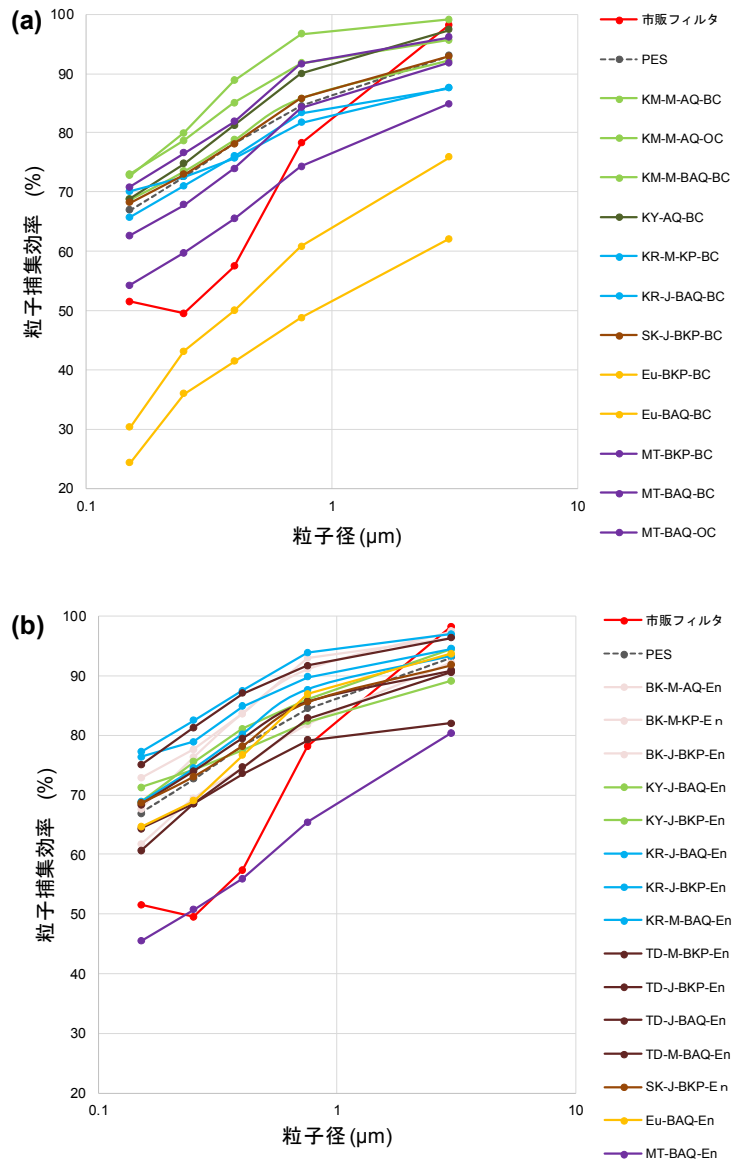 (a)
100
90
80
70
60
50
40
30
20
粒子捕集効率 (%)
0.1
1
10
粒子径(μm)
市販フィルタ
PES
KM-M-AQ-BC
KM-M-AQ-OC
KM-M-BAQ-BC
KY-AQ-BC
KR-M-KP-BC
KR-J-BAQ-BC
SK-J-BKP-BC
Eu-BKP-BC
Eu-BAQ-BC
MT-BKP-BC
MT-BAQ-BC
MT-BAQ-OC
(b)
100
90
80
70
60
50
40
30
20
粒子捕集効率 (%)
0.1
1
10
粒子径(μm)
市販フィルタ
PES
BK-M-AQ-En
BK-M-KP-Eｎ
BK-J-BKP-En
KY-J-BAQ-En
KY-J-BKP-En
KR-J-BAQ-En
KR-J-BKP-En
KR-M-BAQ-En
TD-M-BKP-En
TD-J-BKP-En
TD-J-BAQ-En
TD-M-BAQ-En
SK-J-BKP-Eｎ
Eu-BAQ-En
MT-BAQ-En